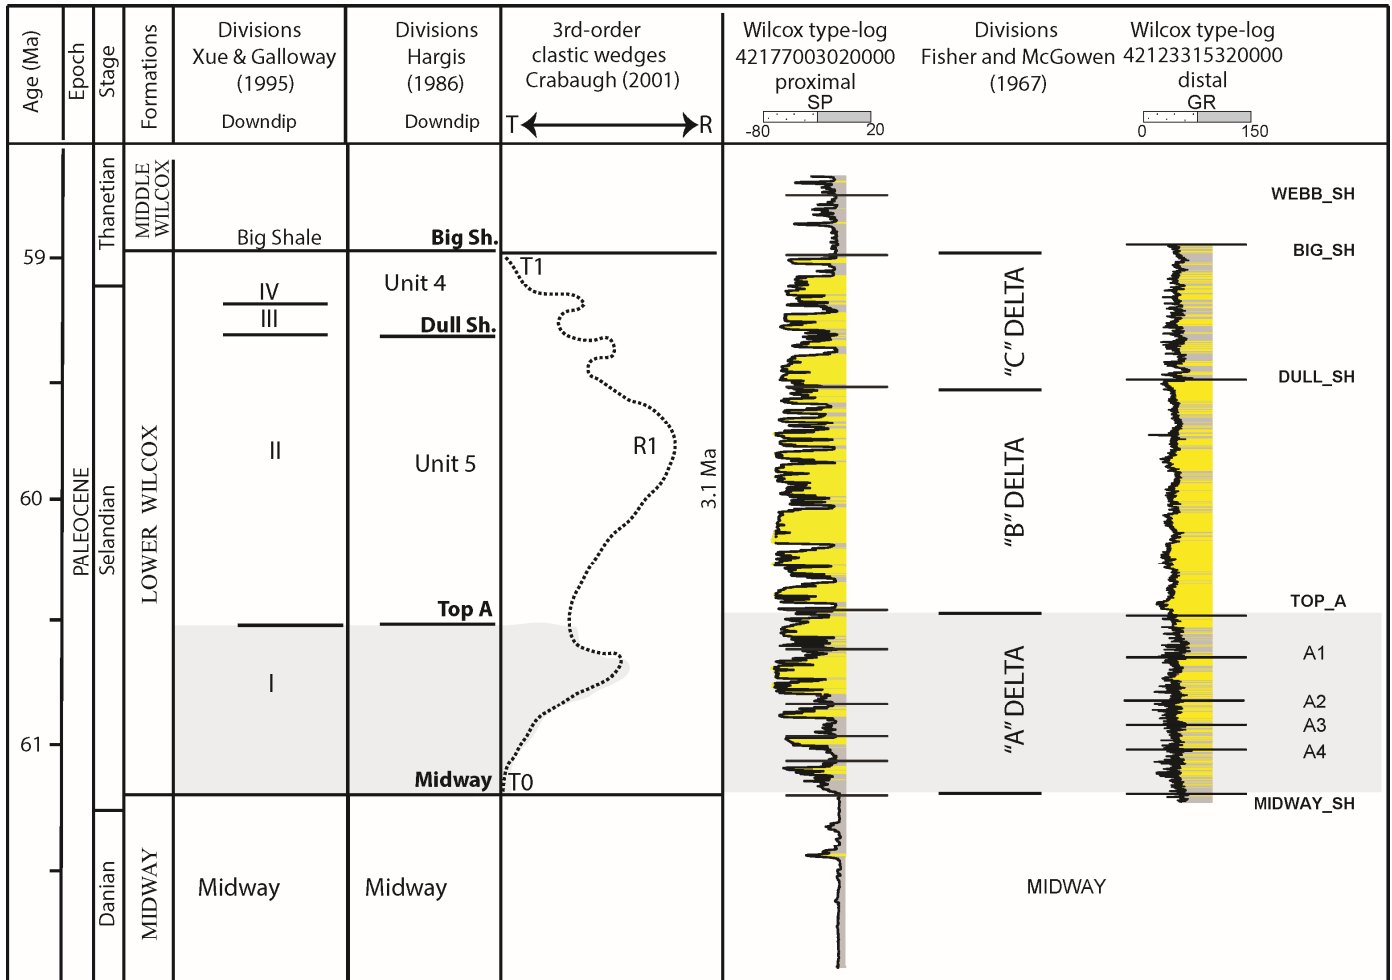 Age (Ma)
Epoch
Stage
Formations
Divisions
Xue & Galloway
(1995)
Downdip
Divisions
Hargis
(1986)
Downdip
3rd-order
clastic wedges
Crabaugh (2001)
T R
Wilcox type-log
42177003020000
proximal
SP
-80 20
Divisions
Fisher and McGowen
(1967)
Wilcox type-log
42123315320000
distal
GR
0 150
Thanetian
MIDDLE
WILCOX
WEBB_SH
Big Shale
Big Sh.
BIG_SH
59
T1
IV
Unit 4
III
Dull Sh.
"C" DELTA
DULL_SH
PALEOCENE
Selandian
LOWER WILCOX
II
Unit 5
R1
3.1 Ma
"B" DELTA
60
Top A
TOP_A
I
"A" DELTA
A1
A2
A3
A4
61
Midway
T0
MIDWAY_SH
Danian
MIDWAY
Midway
Midway
MIDWAY